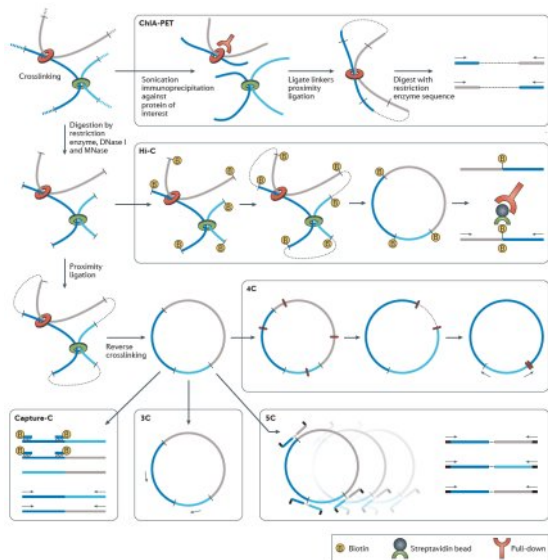 ChIA-PET
Crosslinking
Sonication
immunoprecipitation
against
protein of
interest
Ligate linkers
proximity
ligation
Digest with
restriction
enzyme sequence
Digestion by
restriction
enzyme, DNase I
and MNase
Hi-C
B B B B B
B B B B B
B B B
B
B
Proximity
ligation
4C
Reverse
crosslinking
Capture-C
3C
5C
B B
B B
B Biotin
Streptavidin bead
Pull-down